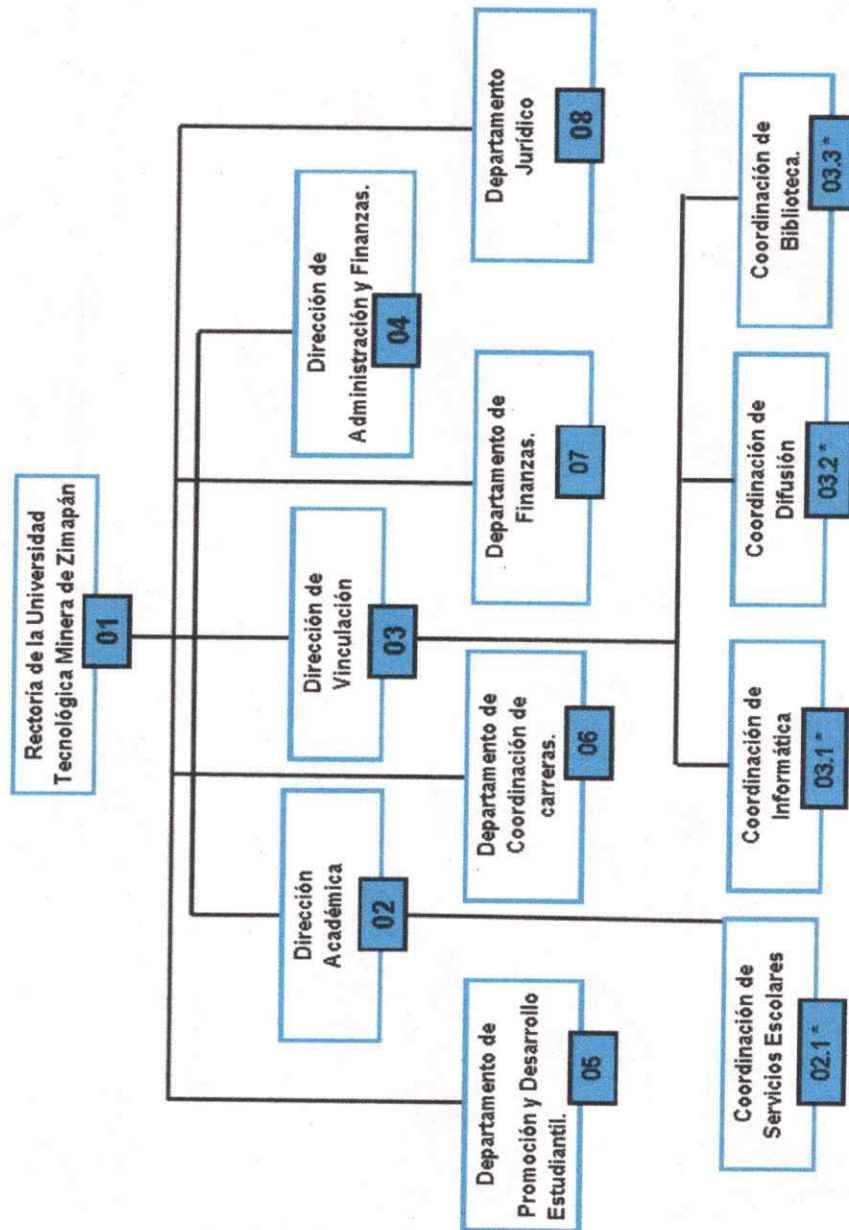 Rectoría de la Universidad
Tecnológica Minera de Zimapán
01
Dirección
Académica
02
Dirección de
Vinculación
03
Dirección de
Administración y Finanzas.
04
Departamento de
Promoción y Desarrollo
Estudiantil.
05
Departamento de
Coordinación de
carreras.
06
Departamento de
Finanzas.
07
Departamento
Jurídico
08
Coordinación de
Servicios Escolares
02.1 *
Coordinación de
Informática
03.1 *
Coordinación de
Difusión
03.2 *
Coordinación de
Biblioteca.
03.3 *